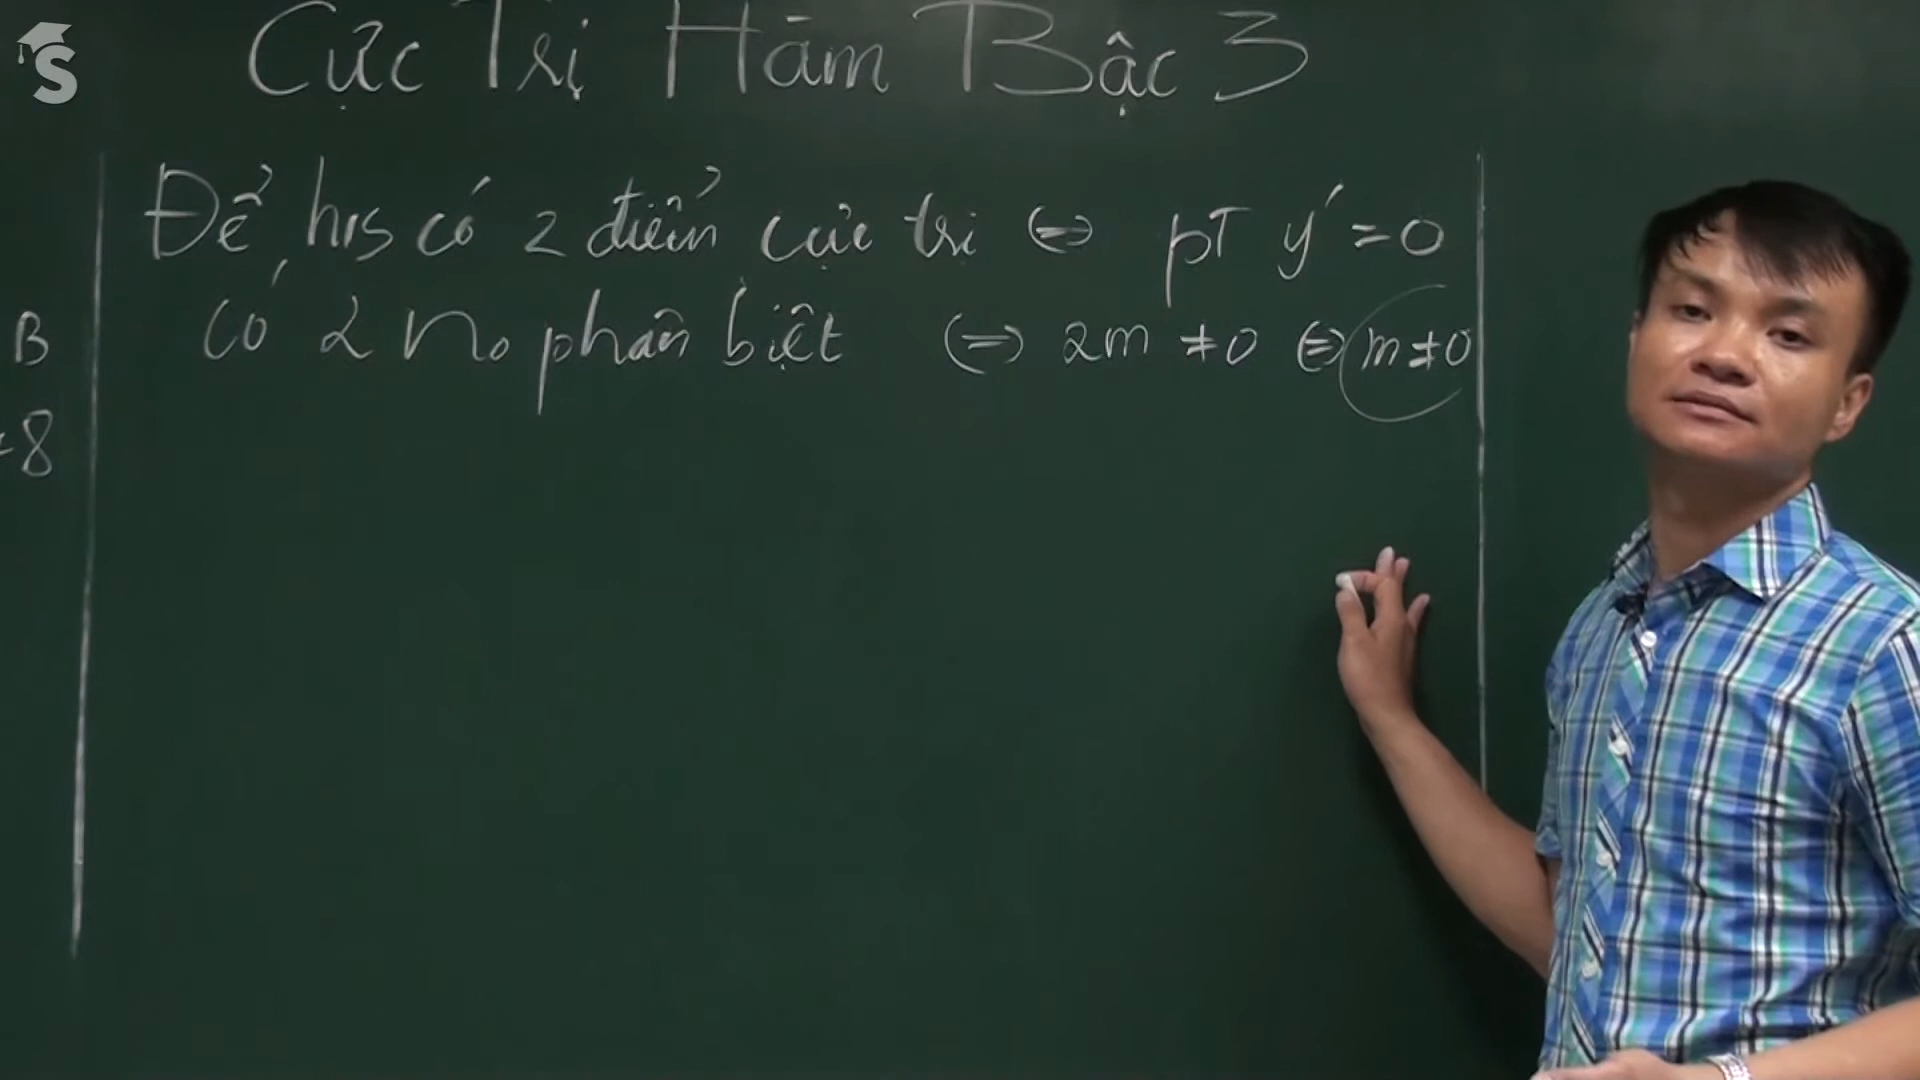 S
Cực Trị Hàm Bậc 3
Để h/s có 2 điểm cực trị ⇔ pT y' = 0
có 2 no phân biệt ⇔ 2m ≠ 0 ⇔ m ≠ 0
B
8